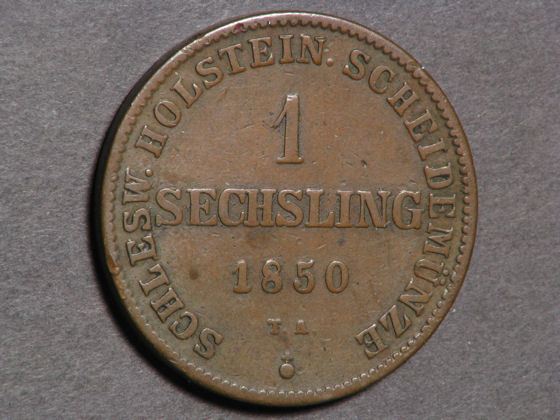 SCHLESW. HOLSTEIN. SCHEIDEMÜNZE
1
SECHSLING
1850
T. A.